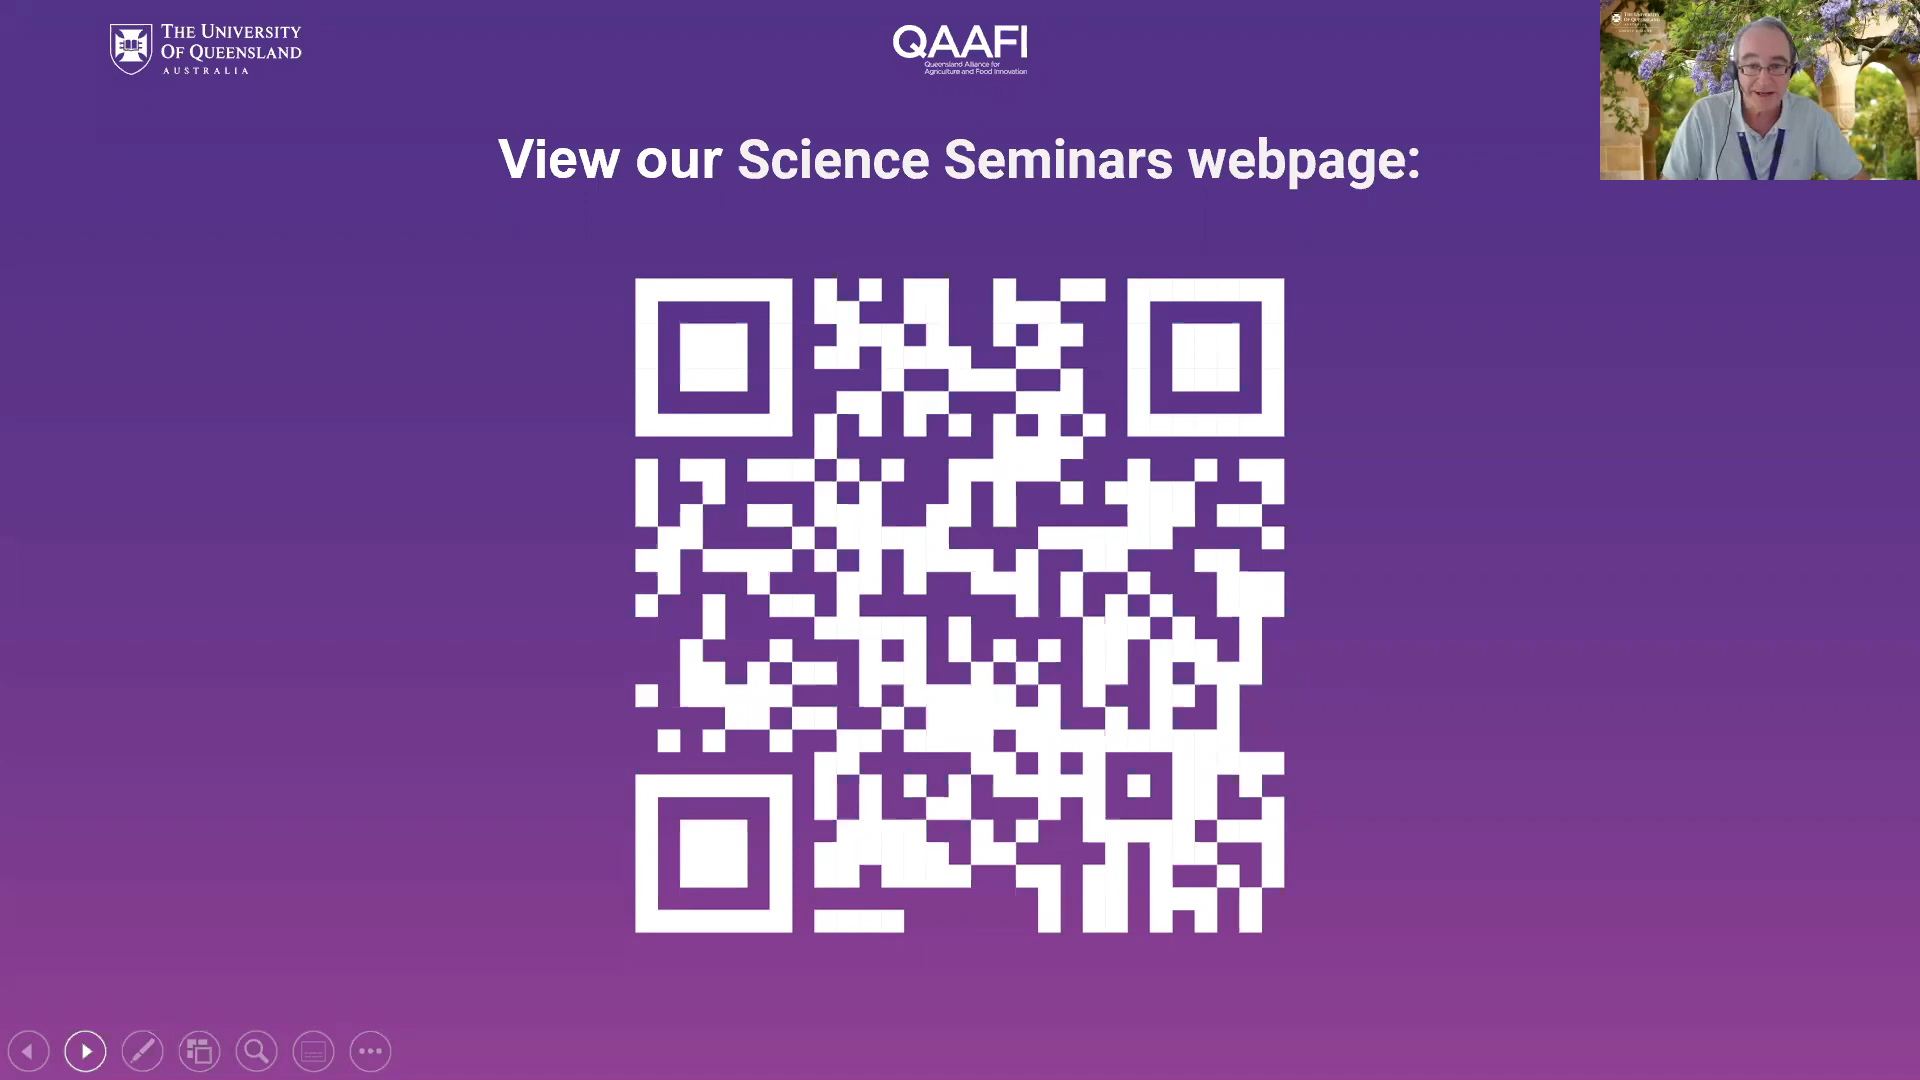 THE UNIVERSITY
OF QUEENSLAND
AUSTRALIA
QAAFI
Queensland Alliance for
Agriculture and Food Innovation
View our Science Seminars webpage: